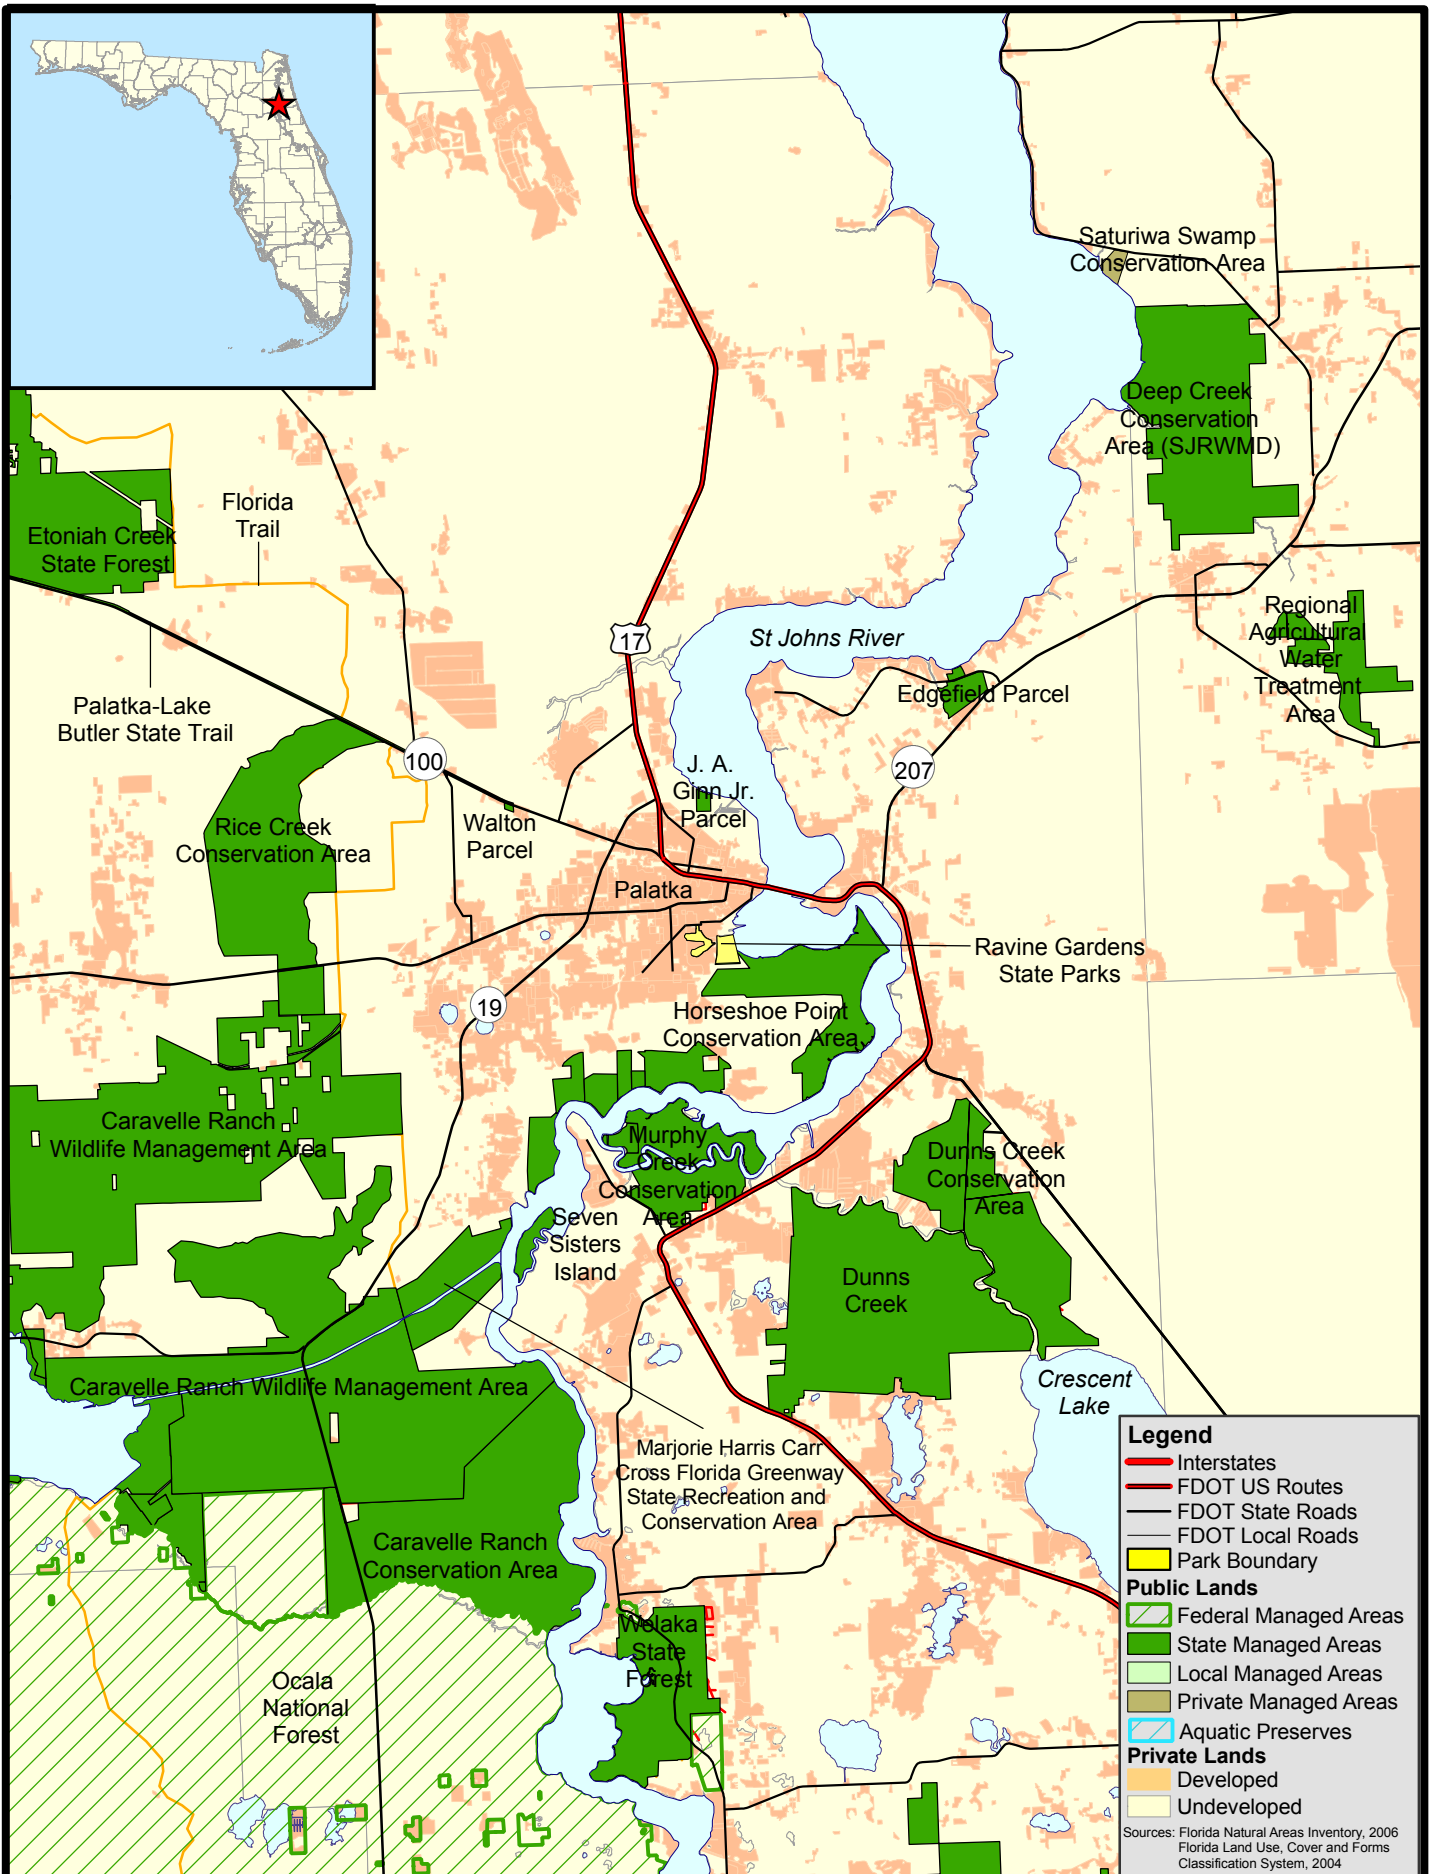 Saturiwa Swamp
Conservation Area
Deep Creek
Conservation
Area (SJRWMD)
Florida
Trail
Etoniah Creek
State Forest
Regional
Agricultural
Water
Treatment
Area
17
St Johns River
Edgefield Parcel
Palatka-Lake
Butler State Trail
100
J. A.
Ginn Jr.
Parcel
207
Walton
Parcel
Rice Creek
Conservation Area
Palatka
Ravine Gardens
State Parks
19
Horseshoe Point
Conservation Area
Caravelle Ranch
Wildlife Management Area
Murphy
Creek
Conservation
Area
Dunns Creek
Conservation
Area
Seven
Sisters
Island
Dunns
Creek
Caravelle Ranch Wildlife Management Area
Crescent
Lake
Marjorie Harris Carr
Cross Florida Greenway
State Recreation and
Conservation Area
Caravelle Ranch
Conservation Area
Welaka
State
Forest
Ocala
National
Forest
Legend
Interstates
FDOT US Routes
FDOT State Roads
FDOT Local Roads
Park Boundary
Public Lands
Federal Managed Areas
State Managed Areas
Local Managed Areas
Private Managed Areas
Aquatic Preserves
Private Lands
Developed
Undeveloped
Sources: Florida Natural Areas Inventory, 2006
Florida Land Use, Cover and Forms
Classification System, 2004